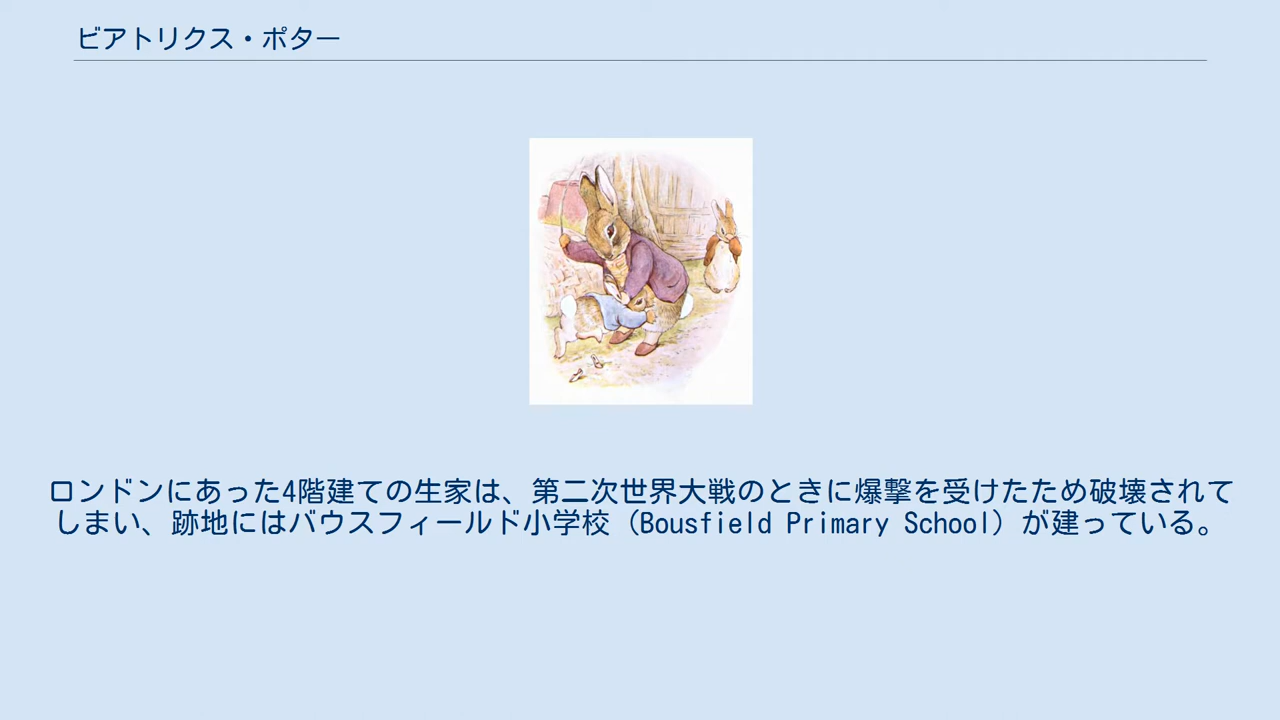 ビアトリクス・ポター
ロンドンにあった4階建ての生家は、第二次世界大戦のときに爆撃を受けたため破壊されて
しまい、跡地にはバウスフィールド小学校（Bousfield Primary School）が建っている。